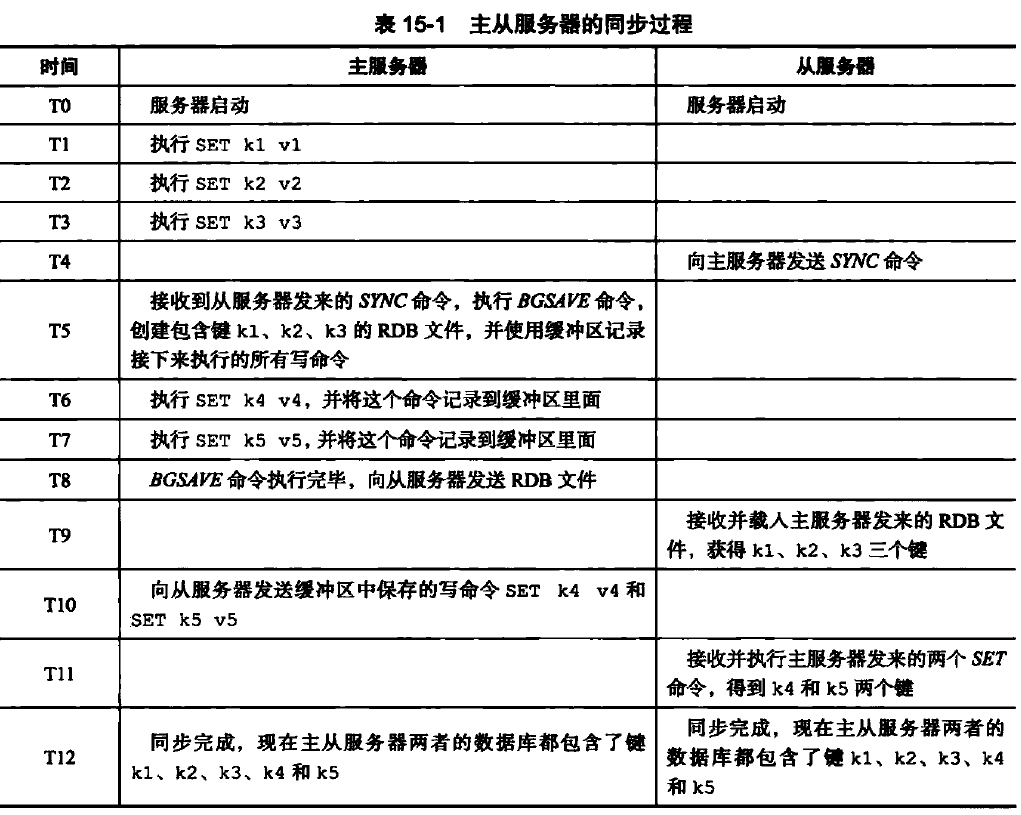 表 15-1 主从服务器的同步过程
时间 主服务器 从服务器
T0 服务器启动 服务器启动
T1 执行 SET k1 v1
T2 执行 SET k2 v2
T3 执行 SET k3 v3
T4 向主服务器发送 SYNC 命令
T5 接收到从服务器发来的 SYNC 命令，执行 BGSAVE 命令，
创建包含键 k1、k2、k3 的 RDB 文件，并使用缓冲区记录
接下来执行的所有写命令
T6 执行 SET k4 v4，并将这个命令记录到缓冲区里面
T7 执行 SET k5 v5，并将这个命令记录到缓冲区里面
T8 BGSAVE 命令执行完毕，向从服务器发送 RDB 文件
T9 接收并载入主服务器发来的 RDB 文
件，获得 k1、k2、k3 三个键
T10 向从服务器发送缓冲区中保存的写命令 SET k4 v4 和
SET k5 v5
T11 接收并执行主服务器发来的两个 SET
命令，得到 k4 和 k5 两个键
T12 同步完成，现在主从服务器两者的数据库都包含了键
k1、k2、k3、k4 和 k5
同步完成，现在主从服务器两者的
数据库都包含了键 k1、k2、k3、k4
和 k5